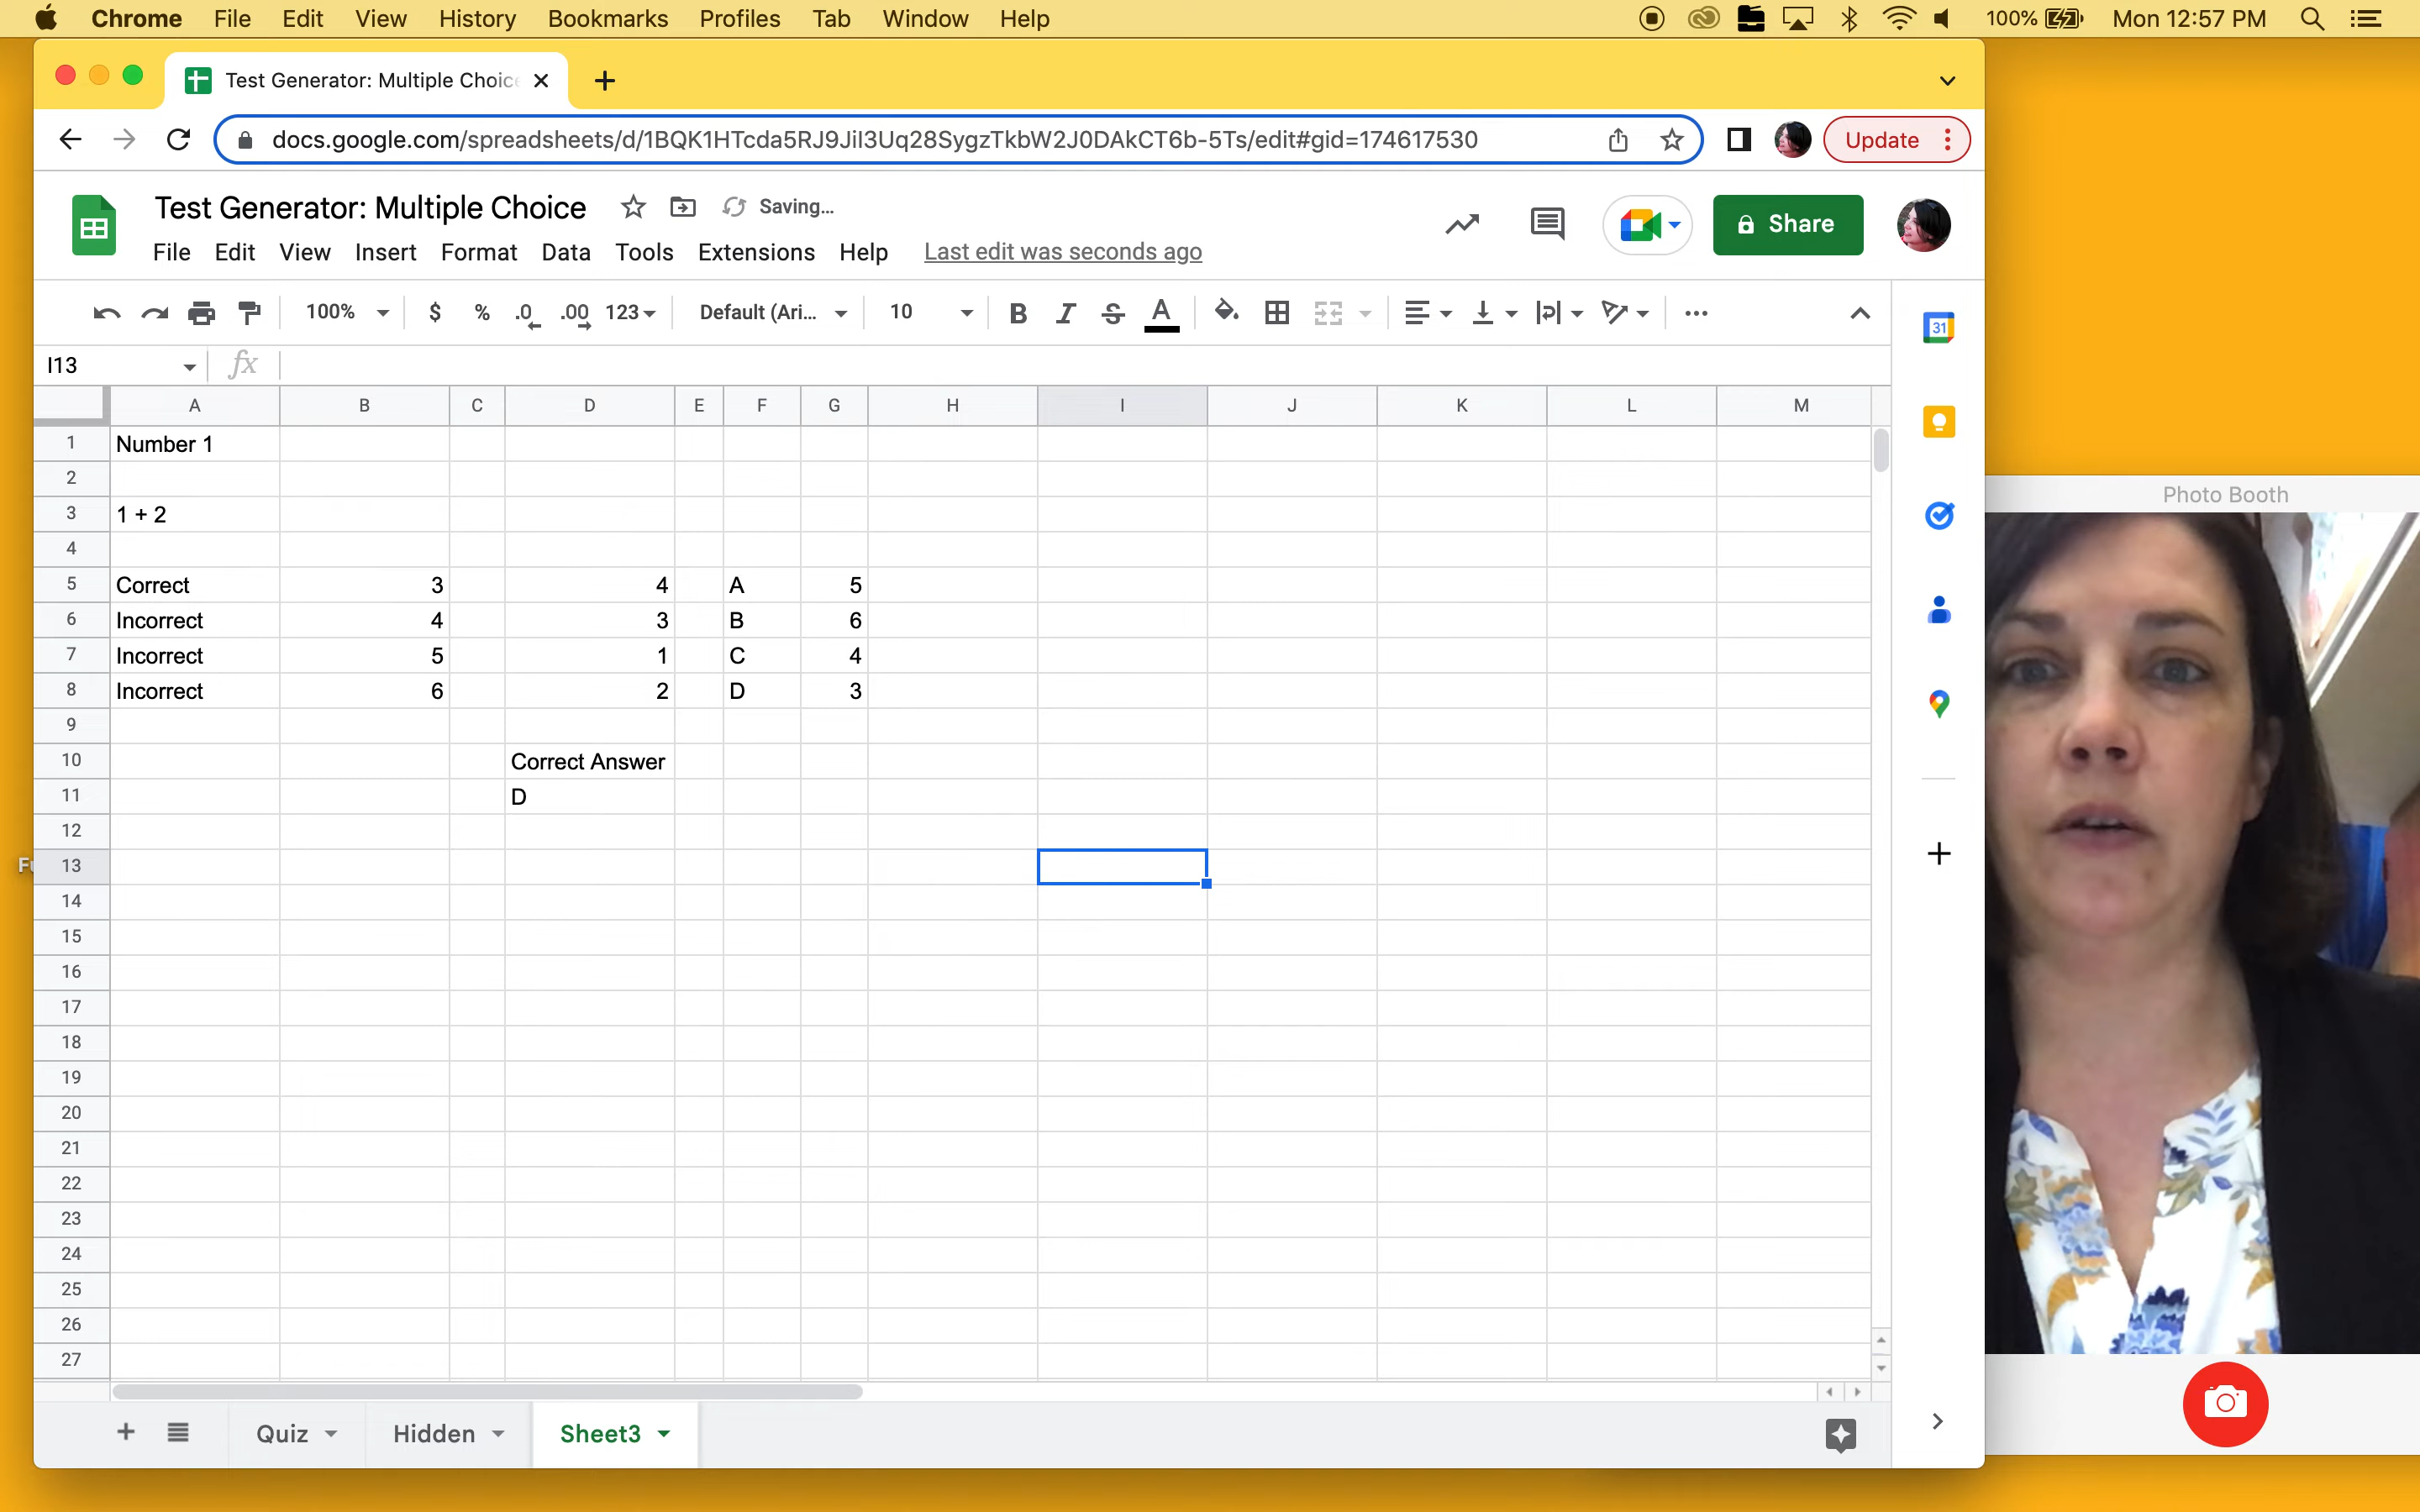 Chrome File Edit View History Bookmarks Profiles Tab Window Help 100% Mon 12:57 PM
Test Generator: Multiple Choice
docs.google.com/spreadsheets/d/1BQK1HTcda5RJ9JiI3Uq28SygzTkbW2J0DAkCT6b-5Ts/edit#gid=174617530 Update
Test Generator: Multiple Choice Saving...
Share
File Edit View Insert Format Data Tools Extensions Help Last edit was seconds ago
100% $ % .0 .00 123 Default (Ari... 10 B I S A
31
I13 fx
A B C D E F G H I J K L M
1 Number 1
2
Photo Booth
3 1 + 2
4
5 Correct 3 4 A 5
6 Incorrect 4 3 B 6
7 Incorrect 5 1 C 4
8 Incorrect 6 2 D 3
9
10 Correct Answer
11 D
12
13
14
15
16
17
18
19
20
21
22
23
24
25
26
27
Quiz Hidden Sheet3